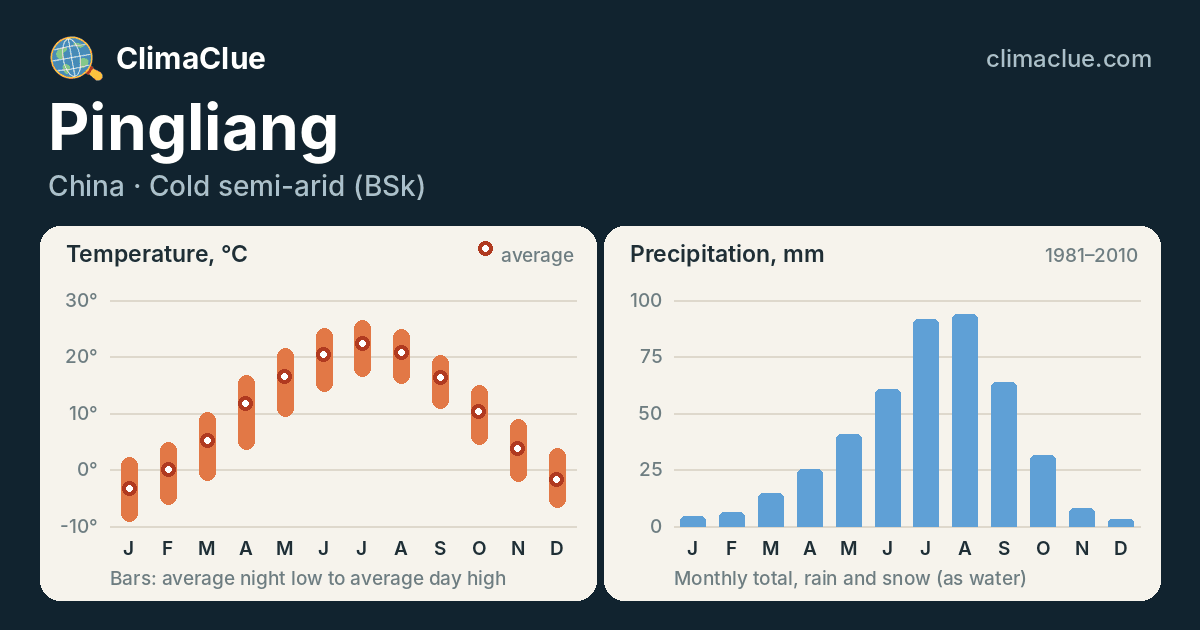 ClimaClue
climaclue.com
Pingliang
China · Cold semi-arid (BSk)
Temperature, °C
average
30°
20°
10°
0°
-10°
J F M A M J J A S O N D
Bars: average night low to average day high
Precipitation, mm
1981–2010
100
75
50
25
0
J F M A M J J A S O N D
Monthly total, rain and snow (as water)